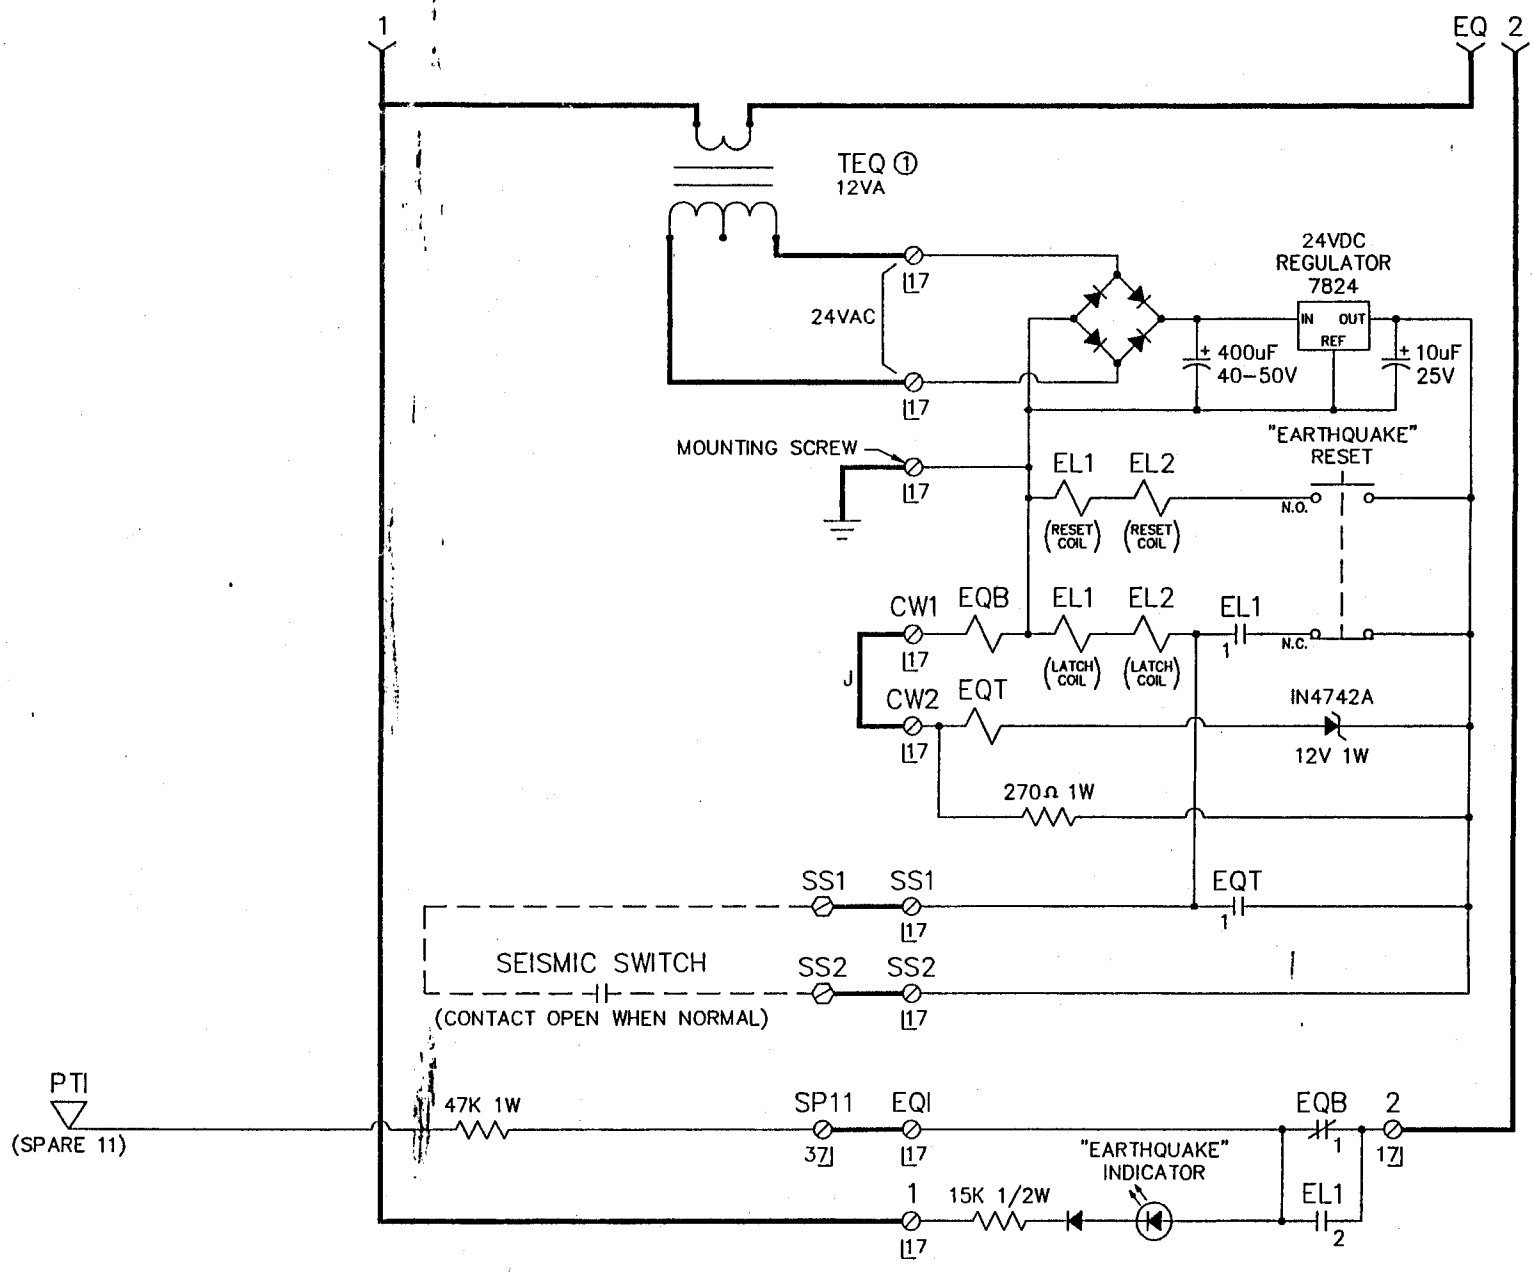 1
EQ 2
TEQ ①
12VA
17
24VAC
17
24VDC
REGULATOR
7824
IN OUT
REF
+ 400uF
40-50V
+ 10uF
25V
MOUNTING SCREW
17
"EARTHQUAKE"
RESET
EL1 EL2
N.O.
(RESET COIL) (RESET COIL)
CW1 EQB EL1 EL2 EL1
17
1
N.C.
(LATCH COIL) (LATCH COIL)
J
CW2 EQT
17
IN4742A
12V 1W
270Ω 1W
SS1 SS1 EQT
17
1
SEISMIC SWITCH
SS2 SS2
(CONTACT OPEN WHEN NORMAL)
17
PTI
(SPARE 11)
47K 1W
SP11 EQI EQB 2
37 17 1 17
"EARTHQUAKE"
INDICATOR
1 15K 1/2W EL1
17 2